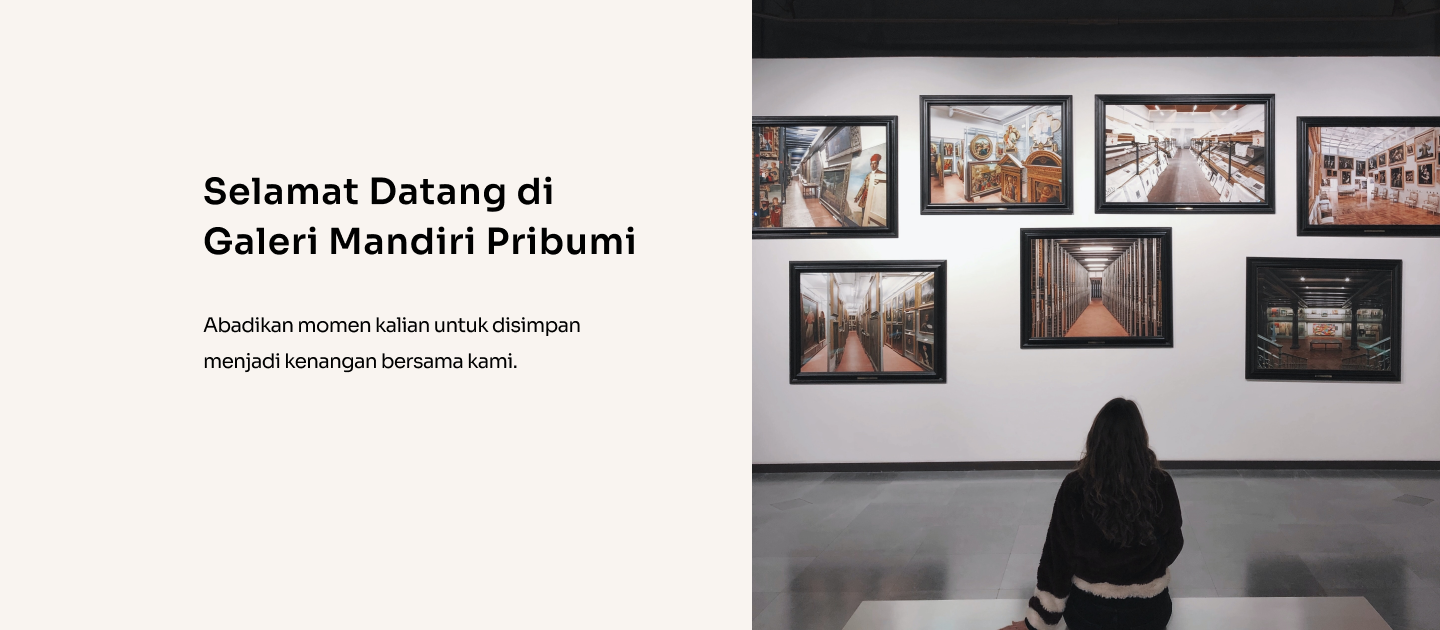 Selamat Datang di
Galeri Mandiri Pribumi
Abadikan momen kalian untuk disimpan
menjadi kenangan bersama kami.